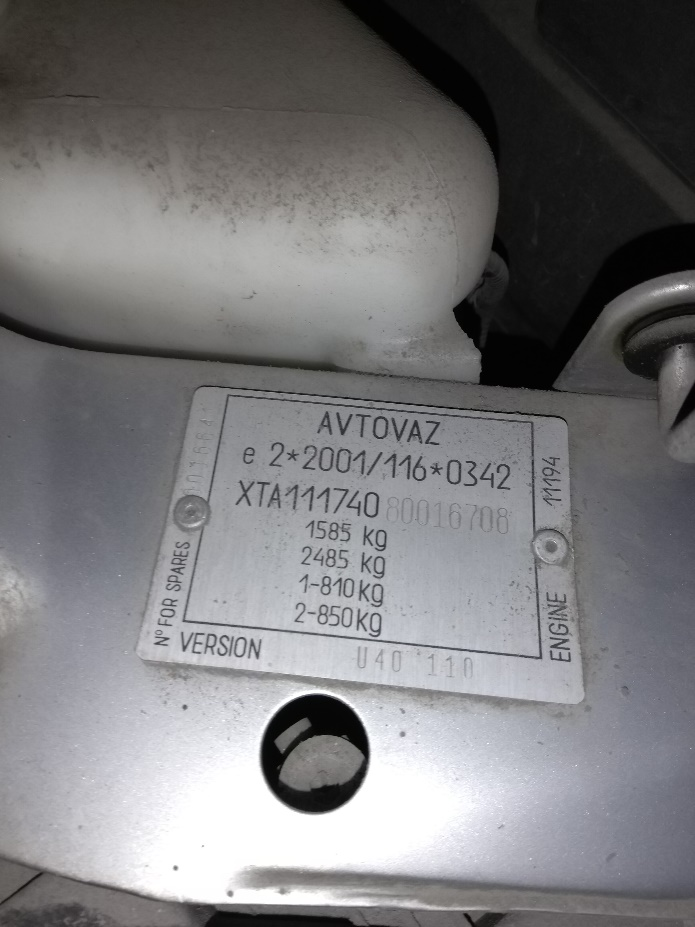 AVTOVAZ
e 2*2001/116*0342
XTA111740 80016708
1585 kg
2485 kg
1-810 kg
2-850 kg
Nº FOR SPARES
ENGINE 11194
VERSION U40 110